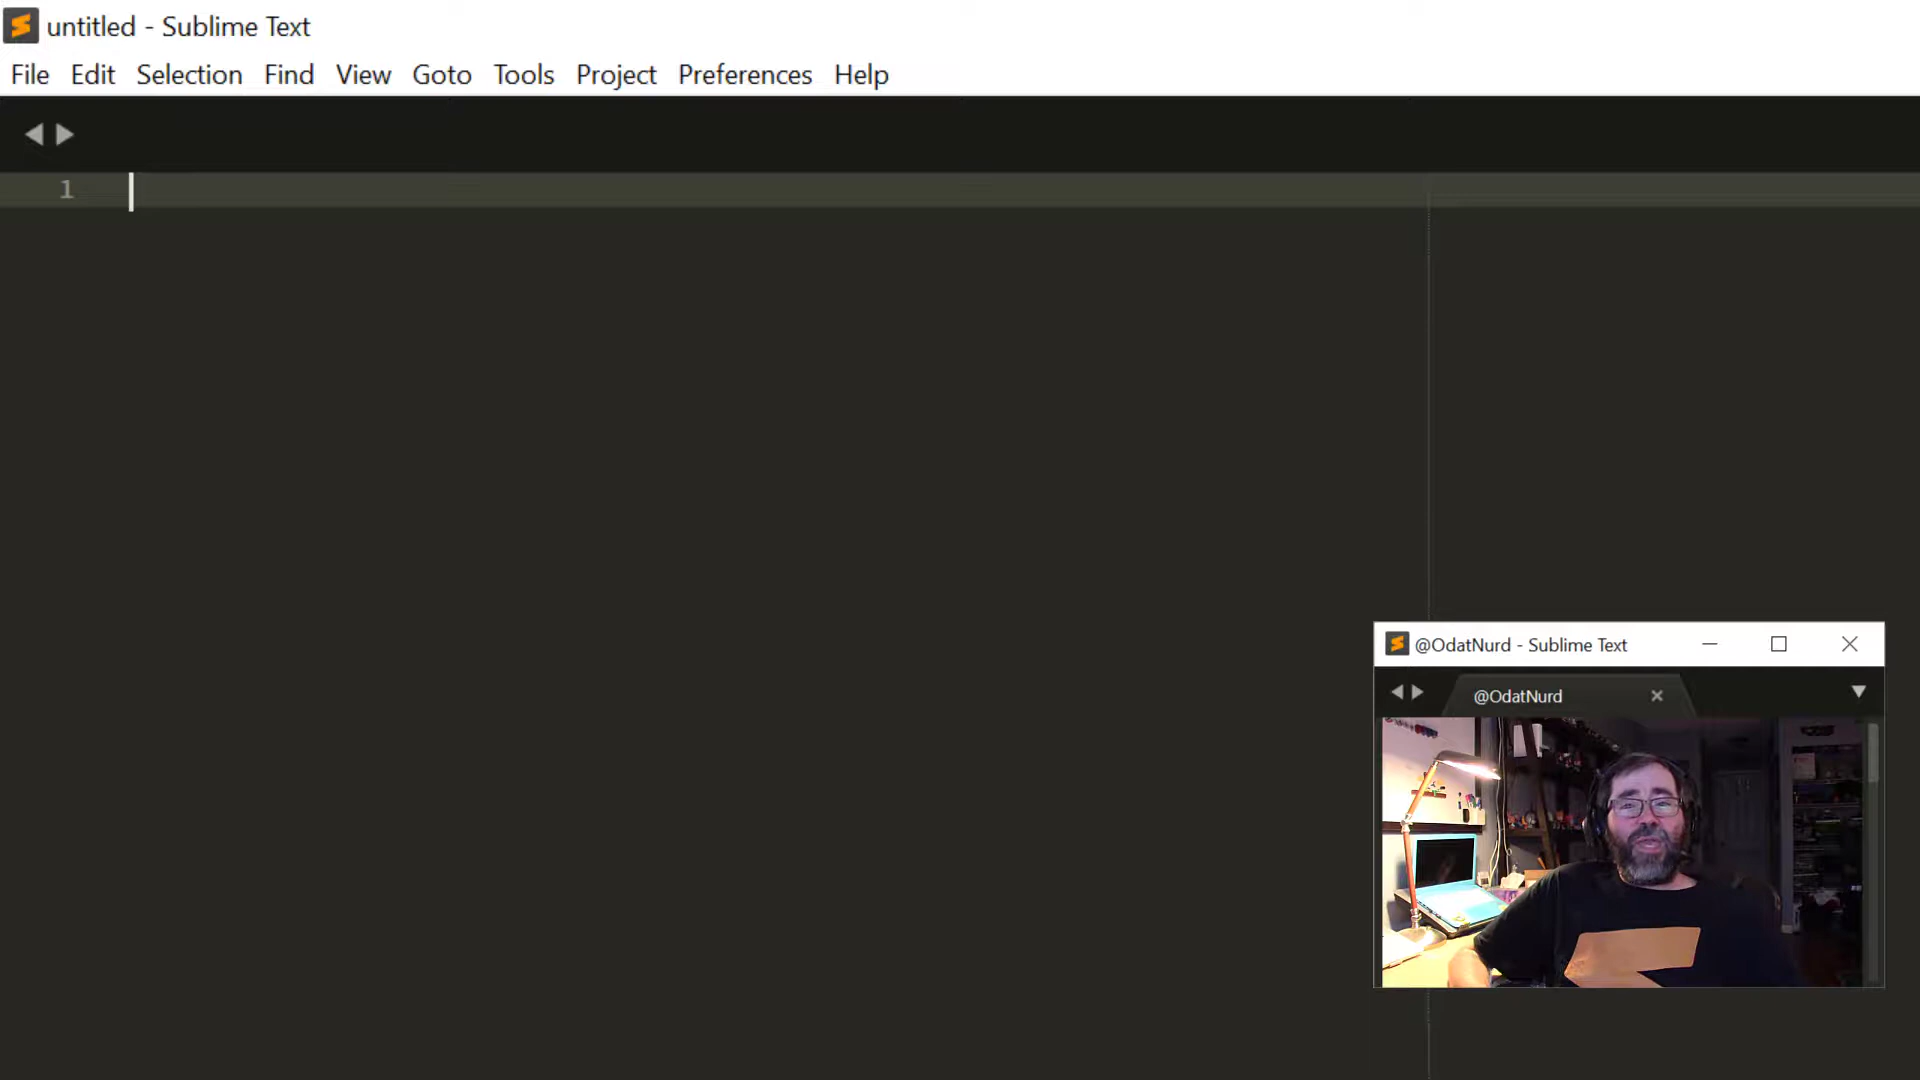 untitled - Sublime Text
File Edit Selection Find View Goto Tools Project Preferences Help
1
@OdatNurd - Sublime Text
@OdatNurd